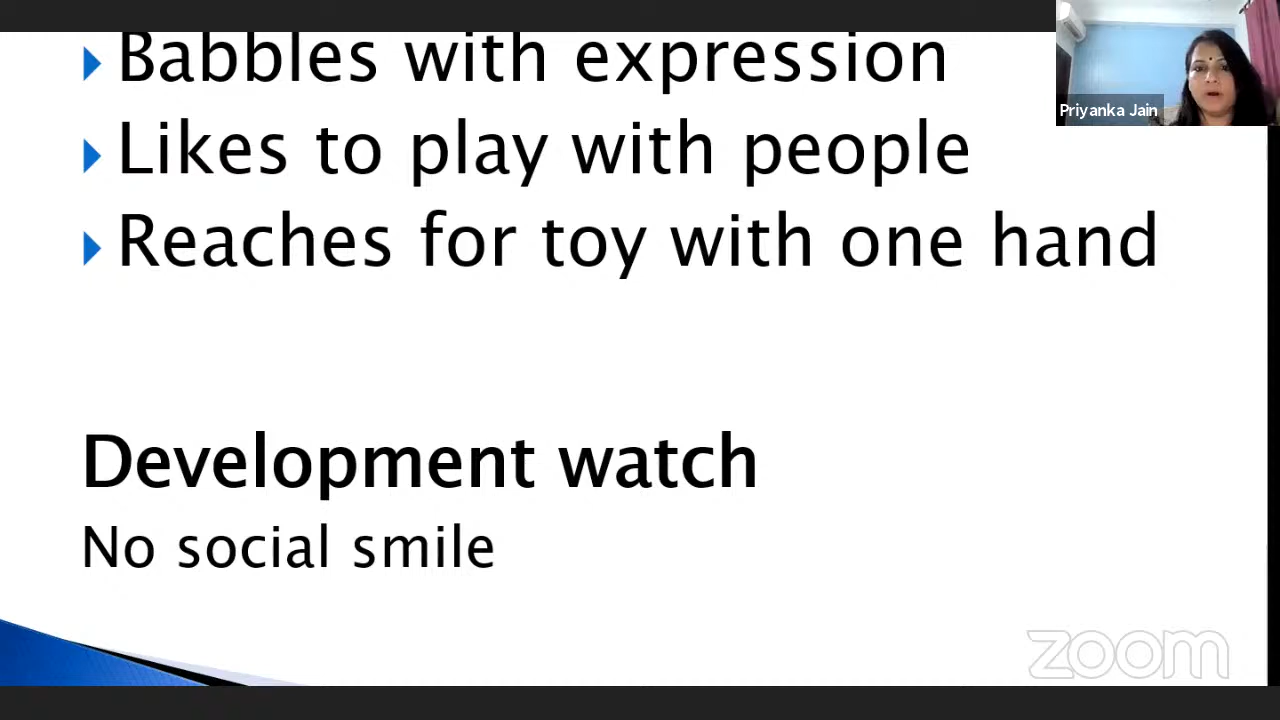 Babbles with expression
Likes to play with people
Reaches for toy with one hand
Development watch
No social smile
Priyanka Jain
zoom